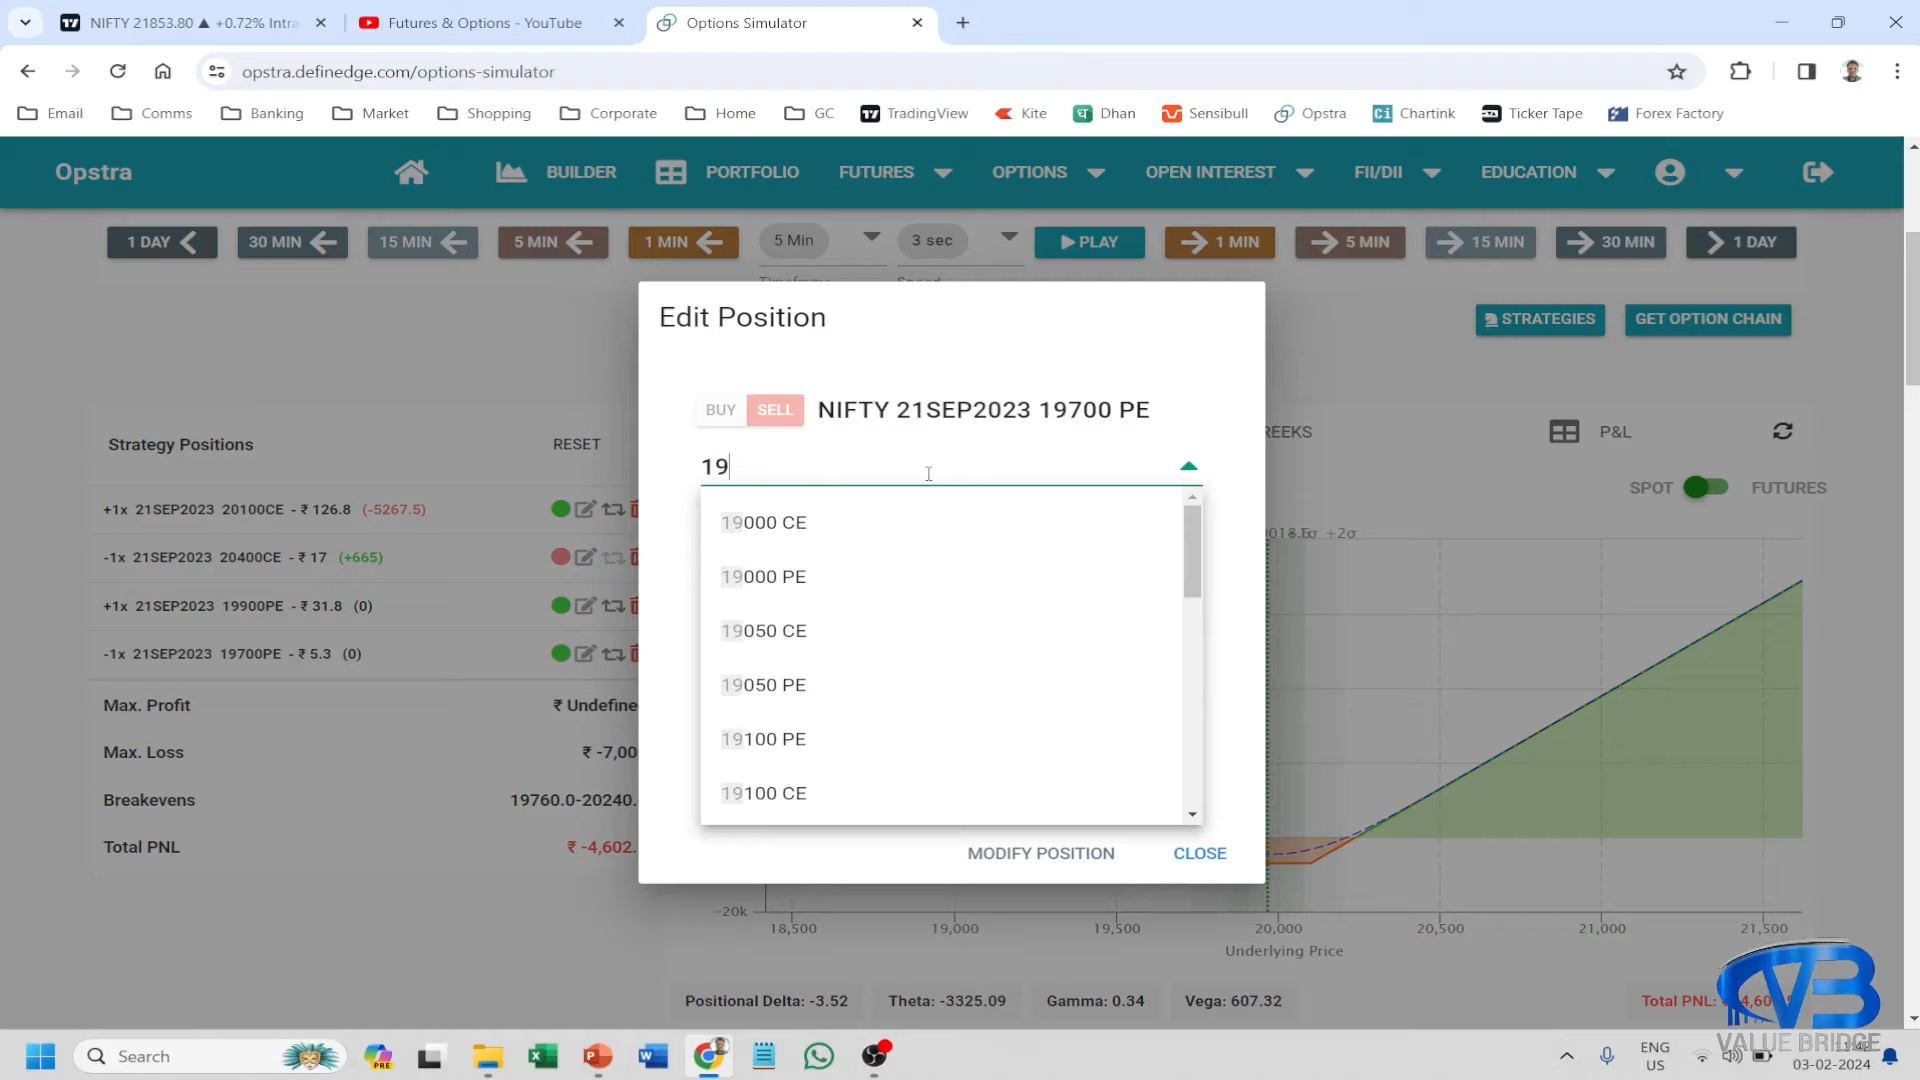 NIFTY 21853.80 ▲ +0.72% Intra
Futures & Options - YouTube
Options Simulator
opstra.definedge.com/options-simulator
Email
Comms
Banking
Market
Shopping
Corporate
Home
GC
TradingView
Kite
Dhan
Sensibull
Opstra
Chartink
Ticker Tape
Forex Factory
Opstra
BUILDER
PORTFOLIO
FUTURES
OPTIONS
OPEN INTEREST
FII/DII
EDUCATION
1 DAY
30 MIN
15 MIN
5 MIN
1 MIN
5 Min
3 sec
PLAY
1 MIN
5 MIN
15 MIN
30 MIN
1 DAY
Timeframe
Speed
STRATEGIES
GET OPTION CHAIN
Edit Position
BUY
SELL
NIFTY 21SEP2023 19700 PE
19
19000 CE
19000 PE
19050 CE
19050 PE
19100 PE
19100 CE
MODIFY POSITION
CLOSE
Strategy Positions
RESET
+1x 21SEP2023 20100CE - ₹ 126.8 (-5267.5)
-1x 21SEP2023 20400CE - ₹ 17 (+665)
+1x 21SEP2023 19900PE - ₹ 31.8 (0)
-1x 21SEP2023 19700PE - ₹ 5.3 (0)
Max. Profit
₹ Undefine
Max. Loss
₹ -7,00
Breakevens
19760.0-20240.
Total PNL
₹ -4,602.
REEKS
P&L
SPOT
FUTURES
+2σ
-20k
18,500
19,000
19,500
20,000
20,500
21,000
21,500
Underlying Price
Positional Delta: -3.52
Theta: -3325.09
Gamma: 0.34
Vega: 607.32
Total PNL:
VB
VALUE BRIDGE
Search
PRE
ENG
US
03-02-2024